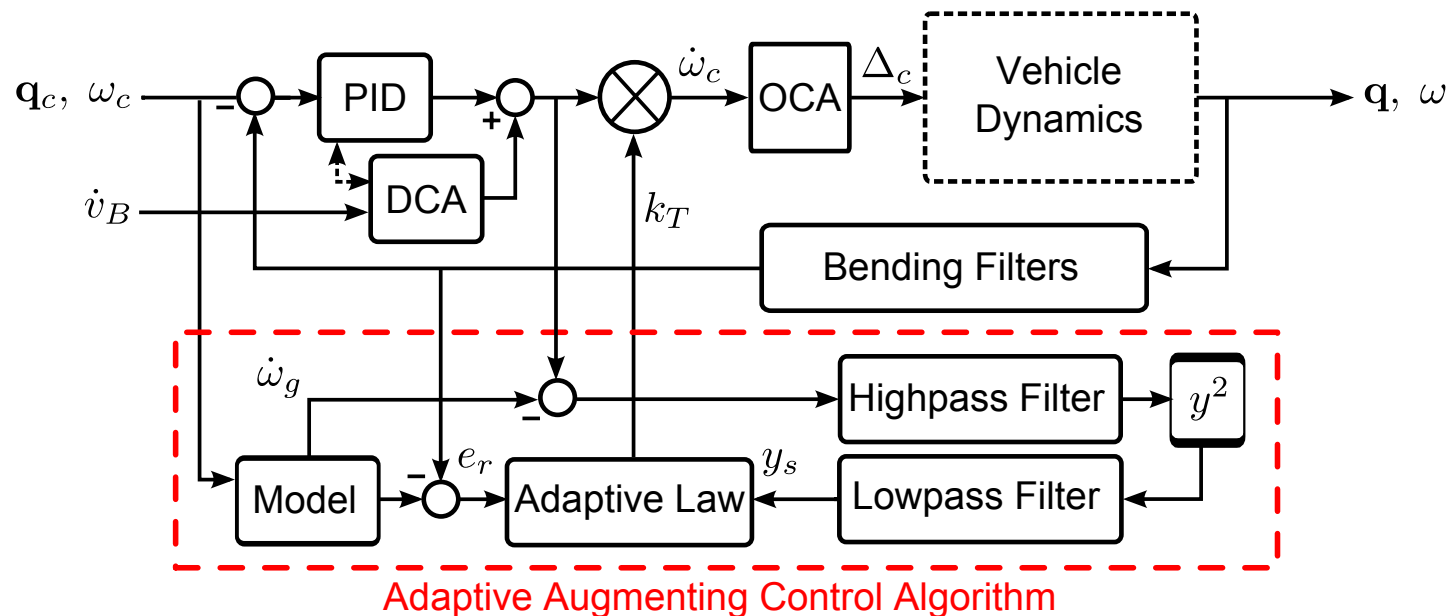 q_c, ω_c
PID
ω̇_c
OCA
Δ_c
Vehicle
Dynamics
q, ω
v̇_B
DCA
k_T
Bending Filters
ω̇_g
Highpass Filter
y²
Model
e_r
Adaptive Law
y_s
Lowpass Filter
Adaptive Augmenting Control Algorithm